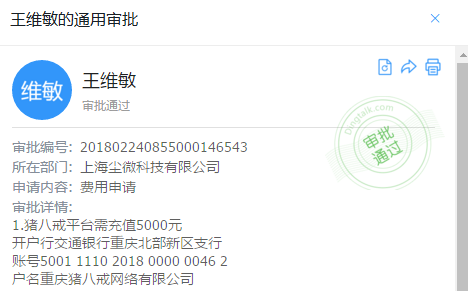 王维敏的通用审批
维敏
王维敏
审批通过
Dingtalk.com
审批
通过
审批编号：201802240855000146543
所在部门：上海尘微科技有限公司
申请内容：费用申请
审批详情：
1.猪八戒平台需充值5000元
开户行交通银行重庆北部新区支行
账号5001 1110 2018 0000 0046 2
户名重庆猪八戒网络有限公司